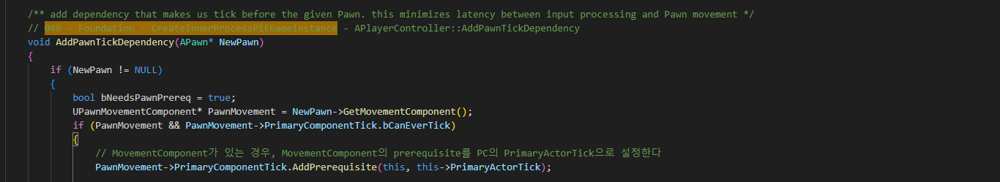 /** add dependency that makes us tick before the given Pawn. this minimizes latency between input processing and Pawn movement */
// 049 - Foundation - CreateInnerProcessPIEGameInstance - APlayerController::AddPawnTickDependency
void AddPawnTickDependency(APawn* NewPawn)
{
if (NewPawn != NULL)
{
bool bNeedsPawnPrereq = true;
UPawnMovementComponent* PawnMovement = NewPawn->GetMovementComponent();
if (PawnMovement && PawnMovement->PrimaryComponentTick.bCanEverTick)
{
// MovementComponent가 있는 경우, MovementComponent의 prerequisite를 PC의 PrimaryActorTick으로 설정한다
PawnMovement->PrimaryComponentTick.AddPrerequisite(this, this->PrimaryActorTick);